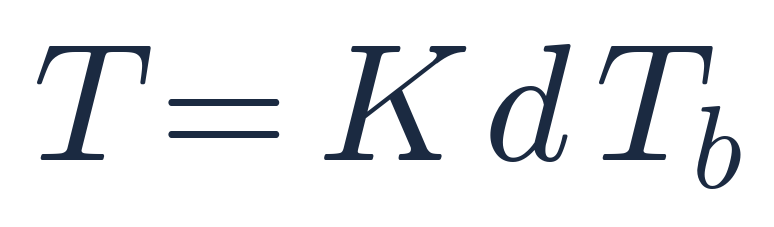 T = K d T_b